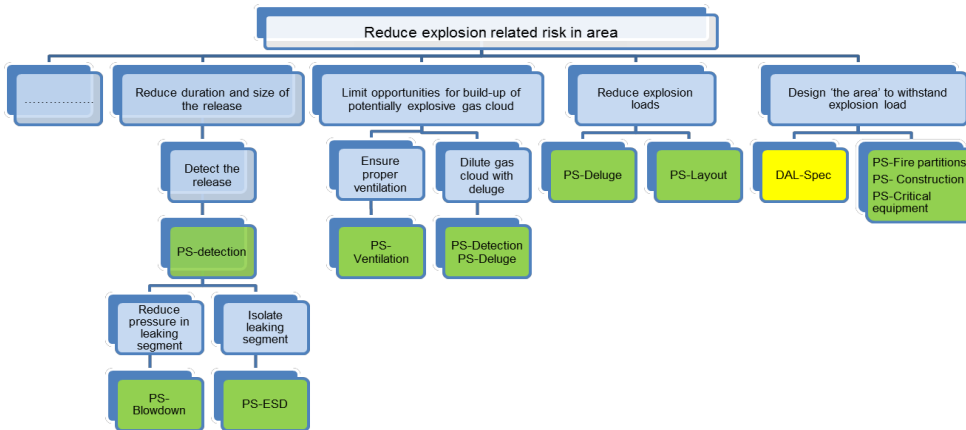 Reduce explosion related risk in area
………………
Reduce duration and size of
the release
Limit opportunities for build-up of
potentially explosive gas cloud
Reduce explosion
loads
Design ‘the area’ to withstand
explosion load
Detect the
release
Ensure
proper
ventilation
Dilute gas
cloud with
deluge
PS-Deluge
PS-Layout
DAL-Spec
PS-Fire partitions
PS- Construction
PS-Critical
equipment
PS-detection
PS-
Ventilation
PS-Detection
PS-Deluge
Reduce
pressure in
leaking
segment
Isolate
leaking
segment
PS-
Blowdown
PS-ESD